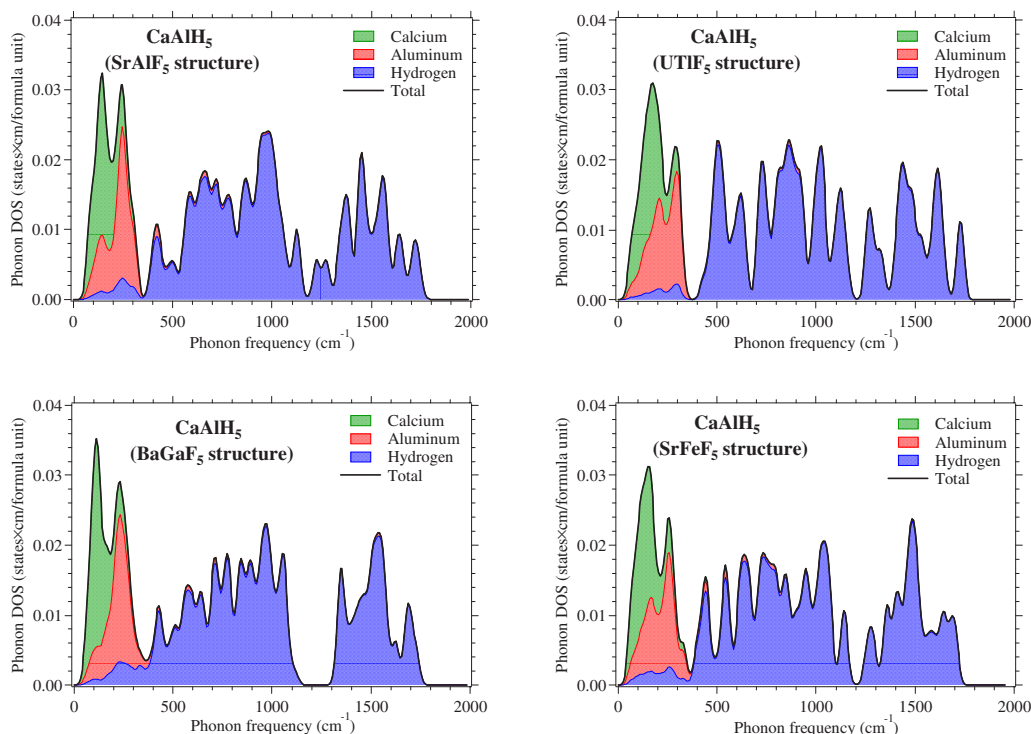 CaAlH5
(SrAlF5 structure)
Calcium
Aluminum
Hydrogen
Total
0.04
0.03
0.02
0.01
0.00
0
500
1000
1500
2000
Phonon DOS (states×cm/formula unit)
Phonon frequency (cm-1)
CaAlH5
(UTlF5 structure)
Calcium
Aluminum
Hydrogen
Total
0.04
0.03
0.02
0.01
0.00
0
500
1000
1500
2000
Phonon DOS (states×cm/formula unit)
Phonon frequency (cm-1)
CaAlH5
(BaGaF5 structure)
Calcium
Aluminum
Hydrogen
Total
0.04
0.03
0.02
0.01
0.00
0
500
1000
1500
2000
Phonon DOS (states×cm/formula unit)
Phonon frequency (cm-1)
CaAlH5
(SrFeF5 structure)
Calcium
Aluminum
Hydrogen
Total
0.04
0.03
0.02
0.01
0.00
0
500
1000
1500
2000
Phonon DOS (states×cm/formula unit)
Phonon frequency (cm-1)